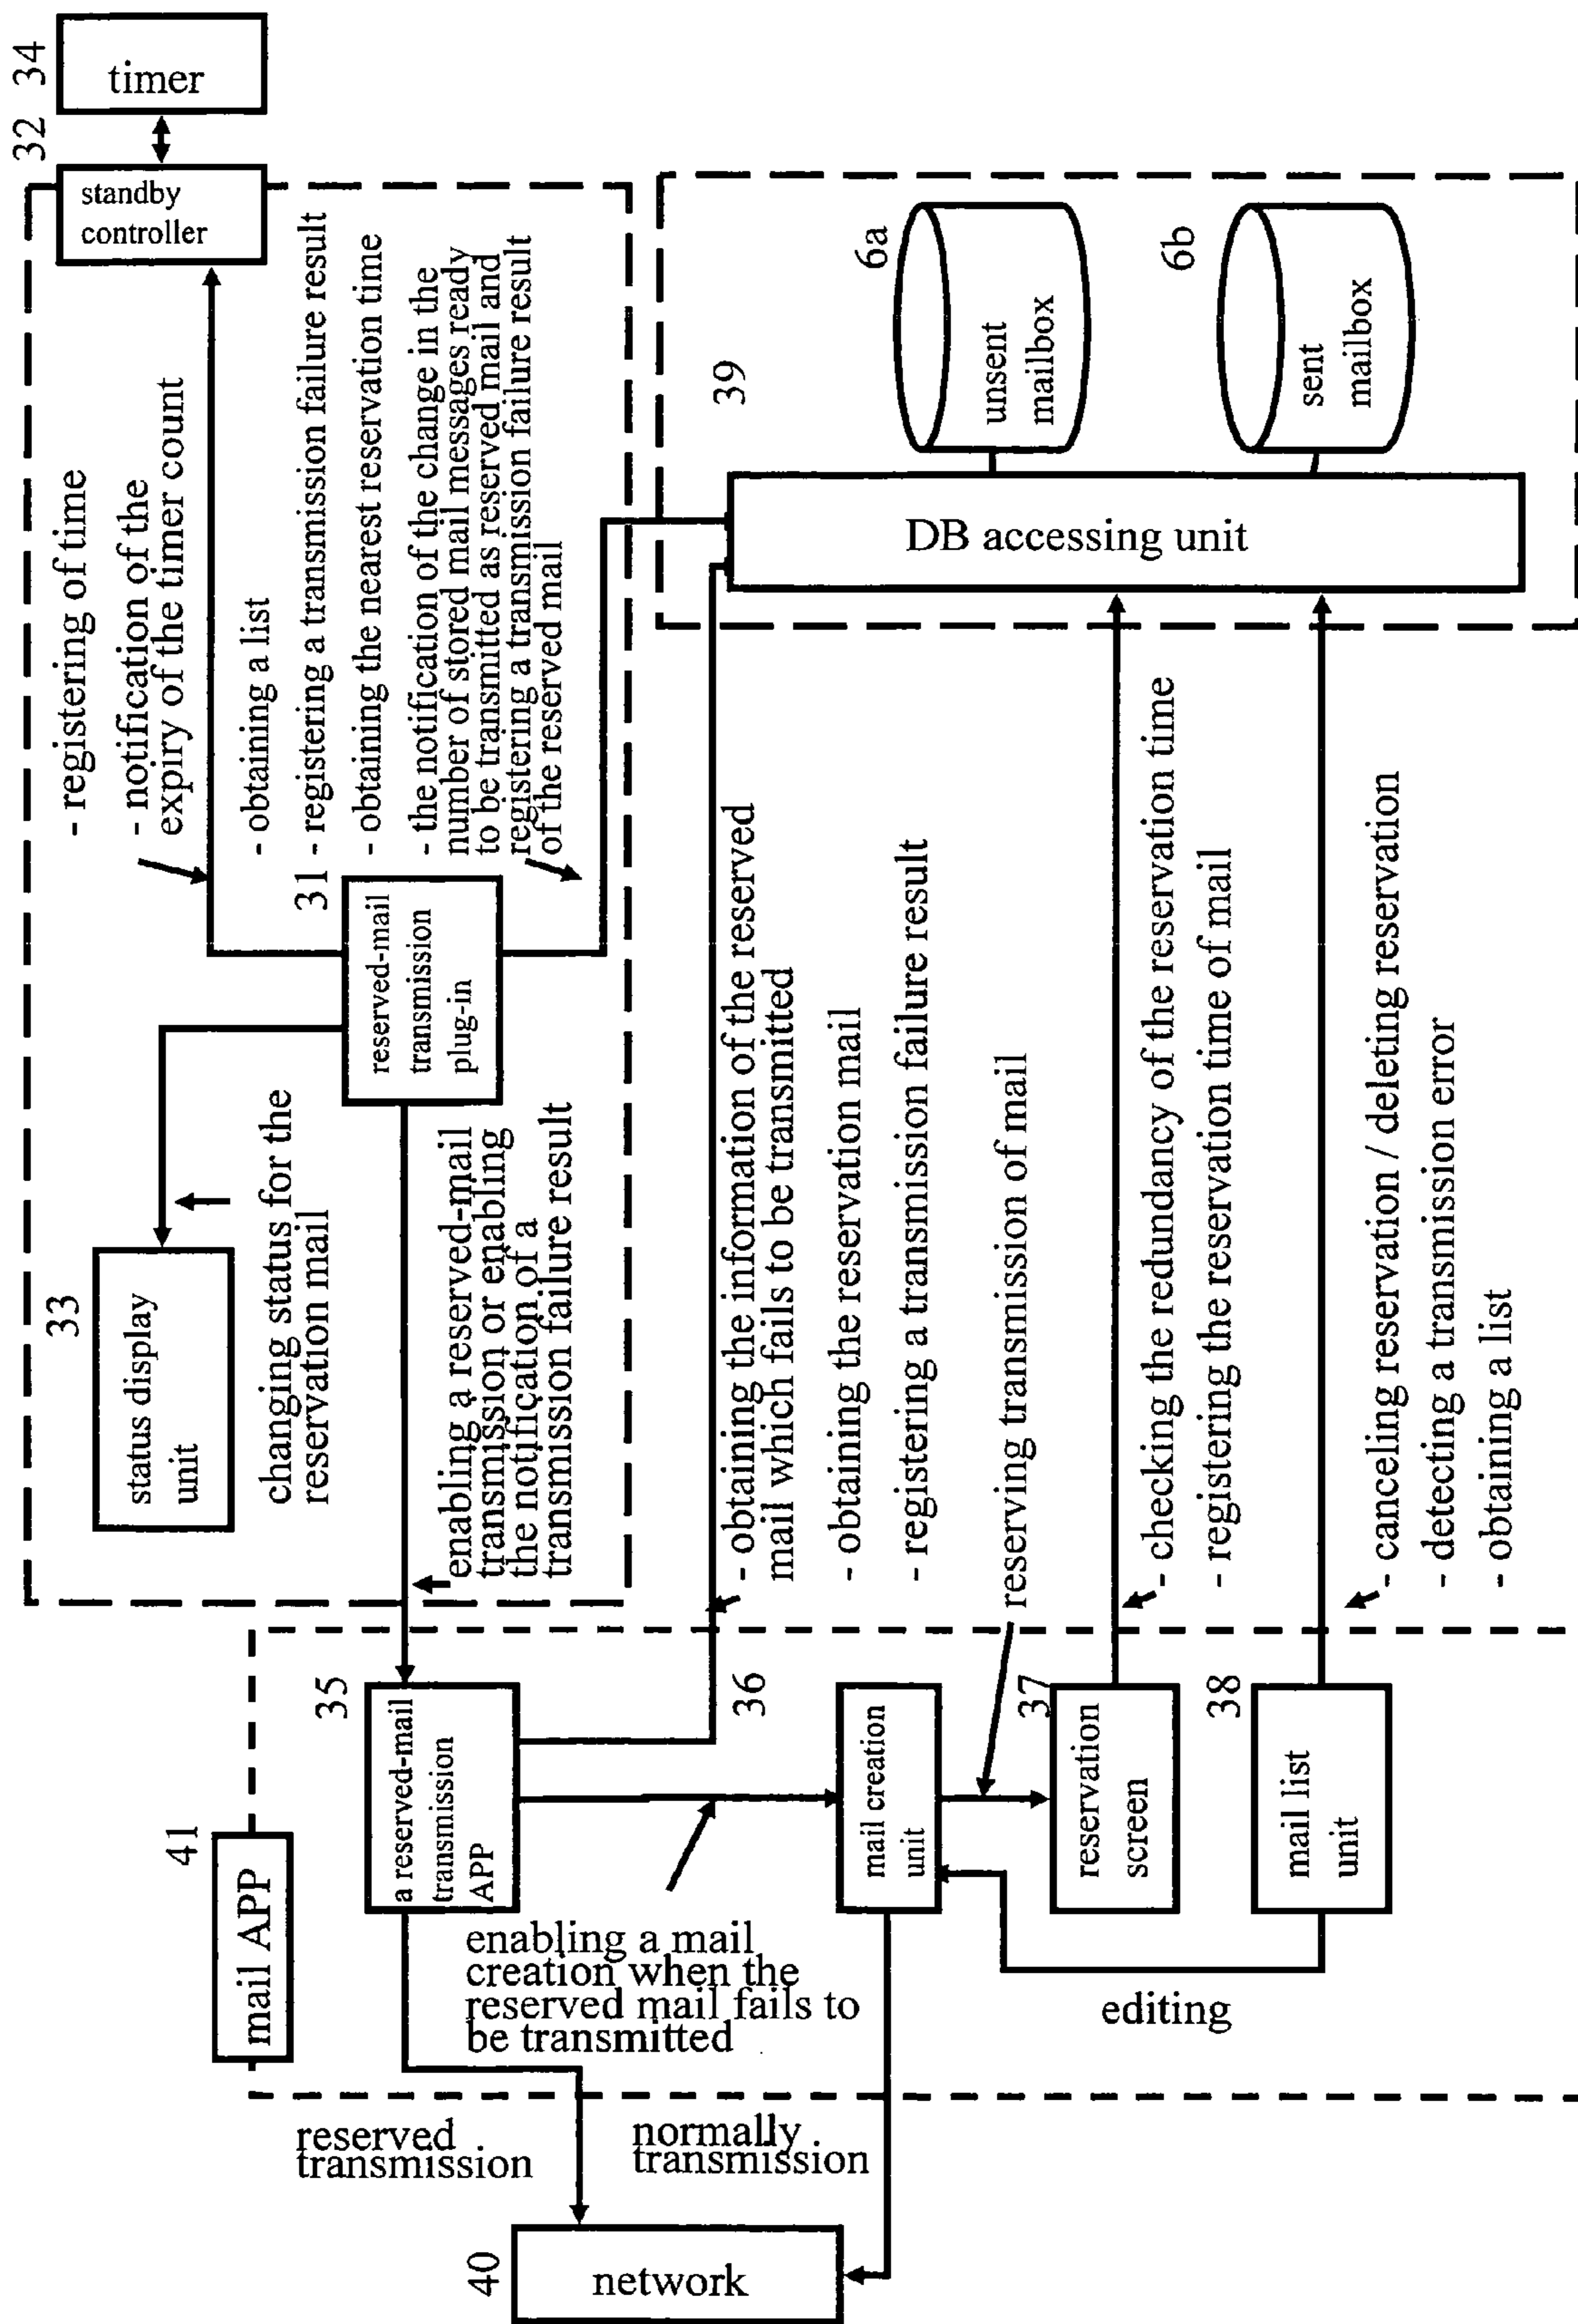 40
network
reserved
transmission
normally
transmission
41
mail APP
35
a reserved-mail
transmission
APP
enabling a mail
creation when the
reserved mail fails to
be transmitted
36
mail creation
unit
37
reservation
screen
38
mail list
unit
editing
33
status display
unit
changing status for the
reservation mail
enabling a reserved-mail
transmission or enabling
the notification of a
transmission failure result
- obtaining the information of the reserved
mail which fails to be transmitted
- obtaining the reservation mail
- registering a transmission failure result
reserving transmission of mail
- checking the redundancy of the reservation time
- registering the reservation time of mail
- canceling reservation / deleting reservation
- detecting a transmission error
- obtaining a list
31
reserved-mail
transmission
plug-in
- registering of time
- notification of the
expiry of the timer count
- obtaining a list
- registering a transmission failure result
- obtaining the nearest reservation time
- the notification of the change in the
number of stored mail messages ready
to be transmitted as reserved mail and
registering a transmission failure result
of the reserved mail
32
standby
controller
34
timer
39
DB accessing unit
6a
unsent
mailbox
6b
sent
mailbox